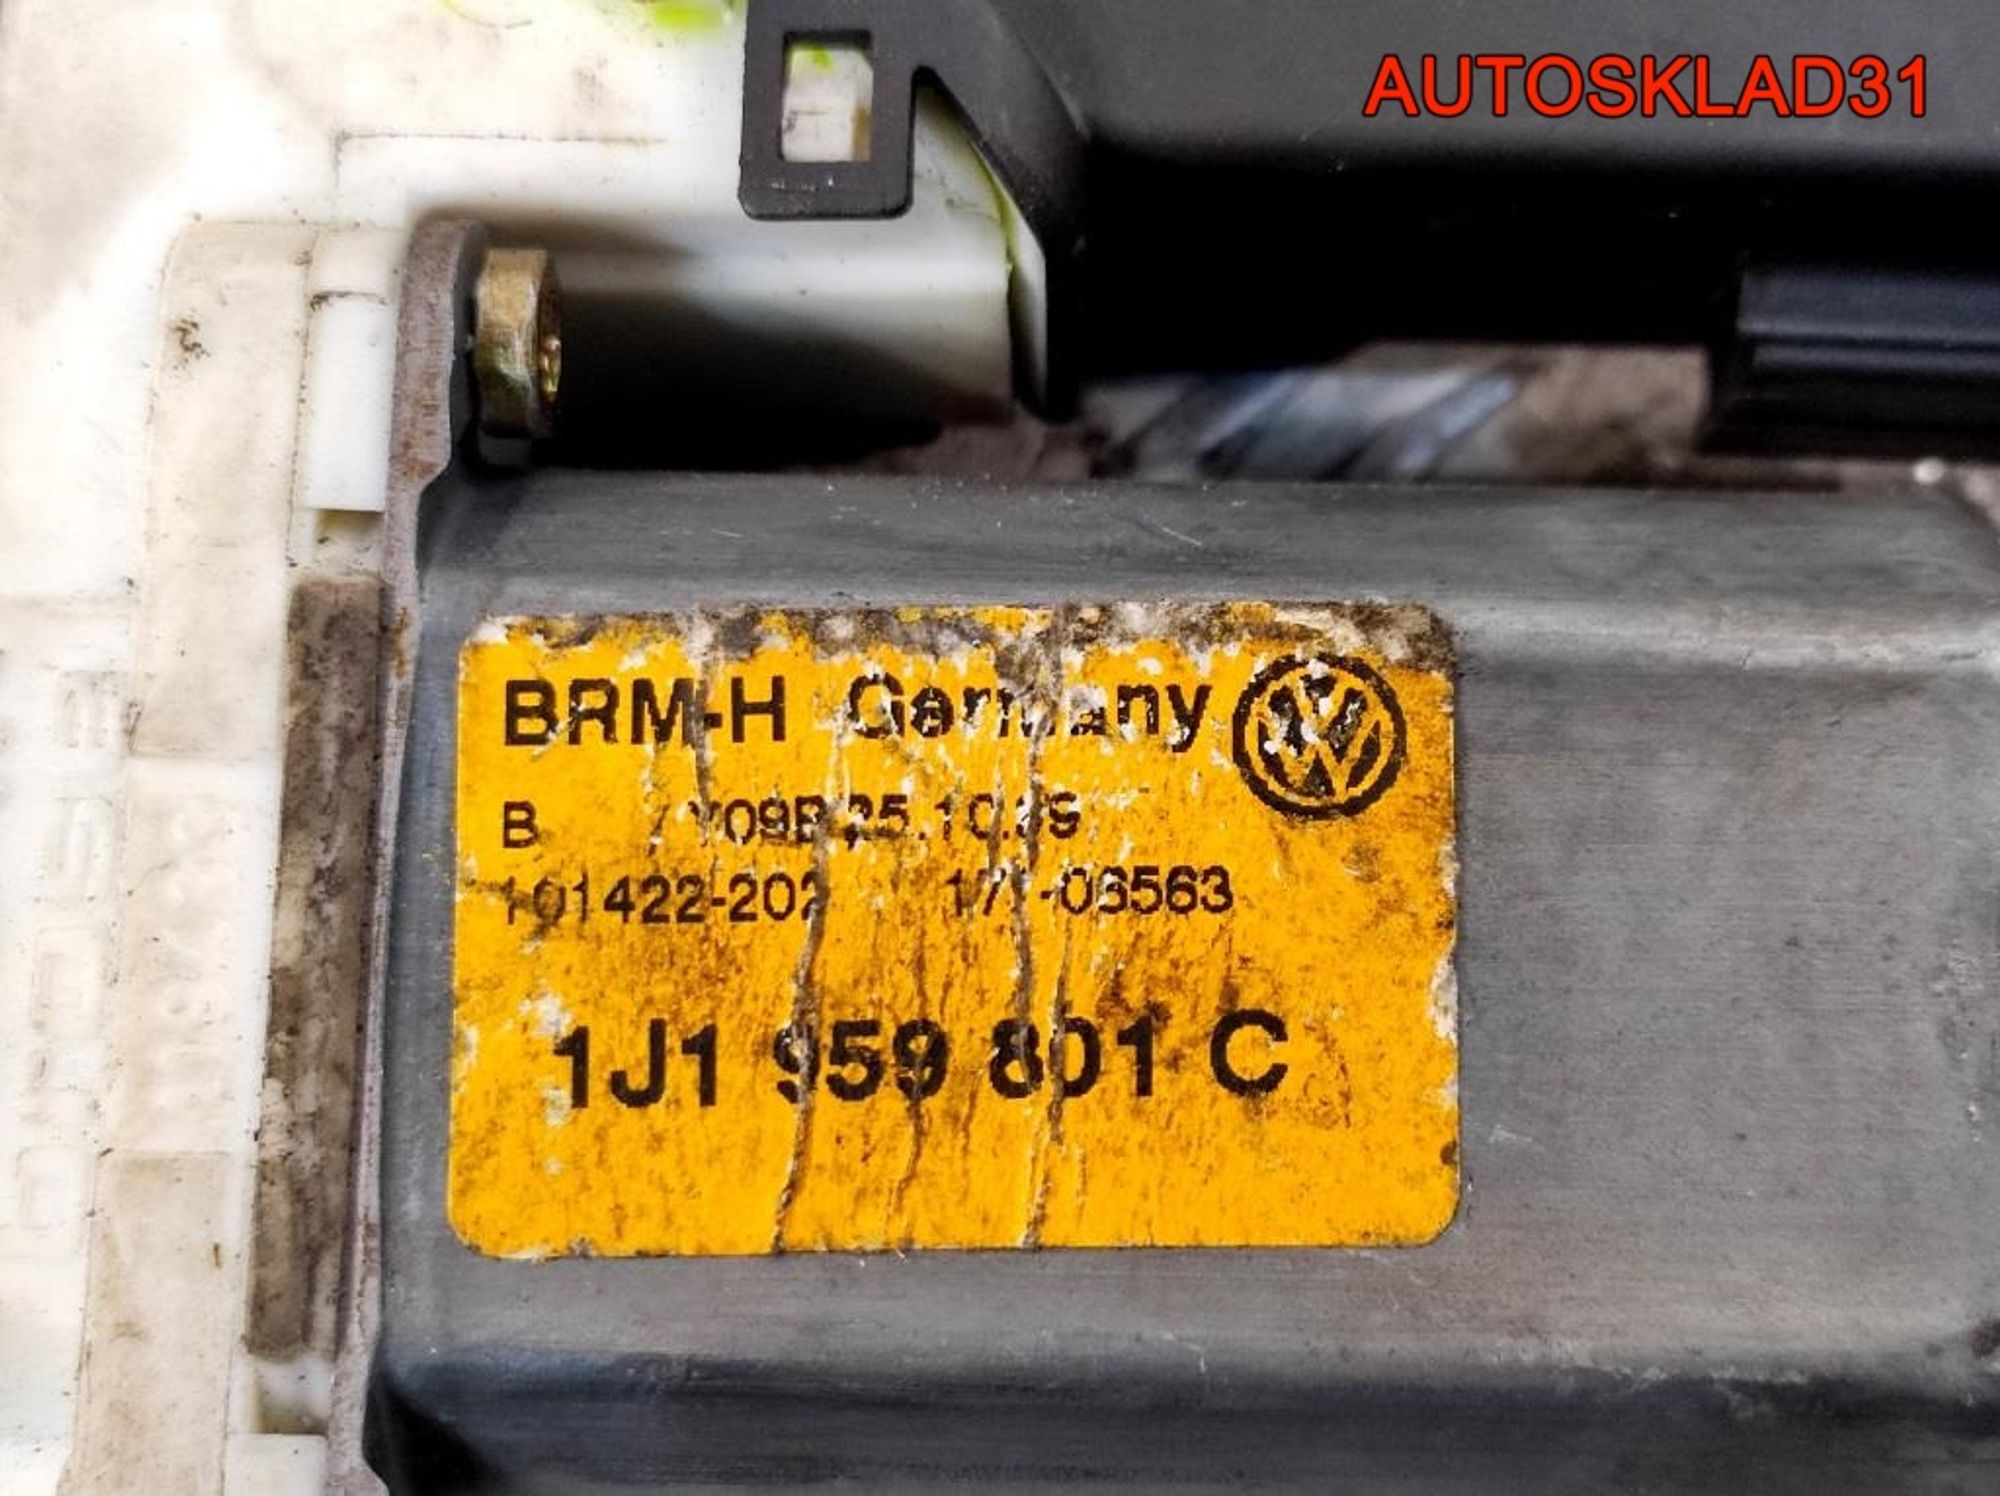 AUTOSKLAD31
BRM-H Germany
B
101422-202
1J1 959 801 C